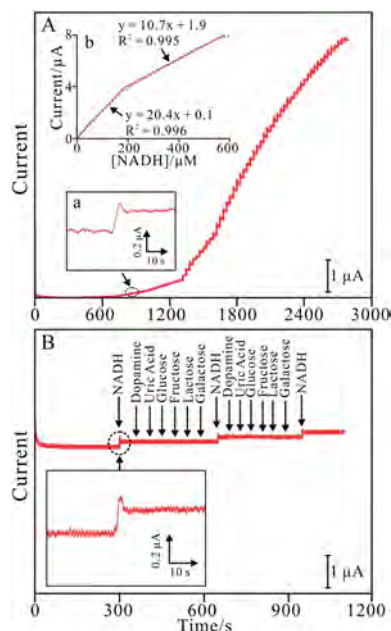 A
b
y = 10.7x + 1.9
R² = 0.995
y = 20.4x + 0.1
R² = 0.996
Current/μA
8
4
0
0 200 400 600
[NADH]/μM
a
0.2 μA
10 s
Current
1 μA
0 600 1200 1800 2400 3000
B
NADH
Dopamine
Uric Acid
Glucose
Fructose
Lactose
Galactose
NADH
Dopamine
Uric Acid
Glucose
Fructose
Lactose
Galactose
NADH
0.2 μA
10 s
Current
1 μA
0 300 600 900 1200
Time/s